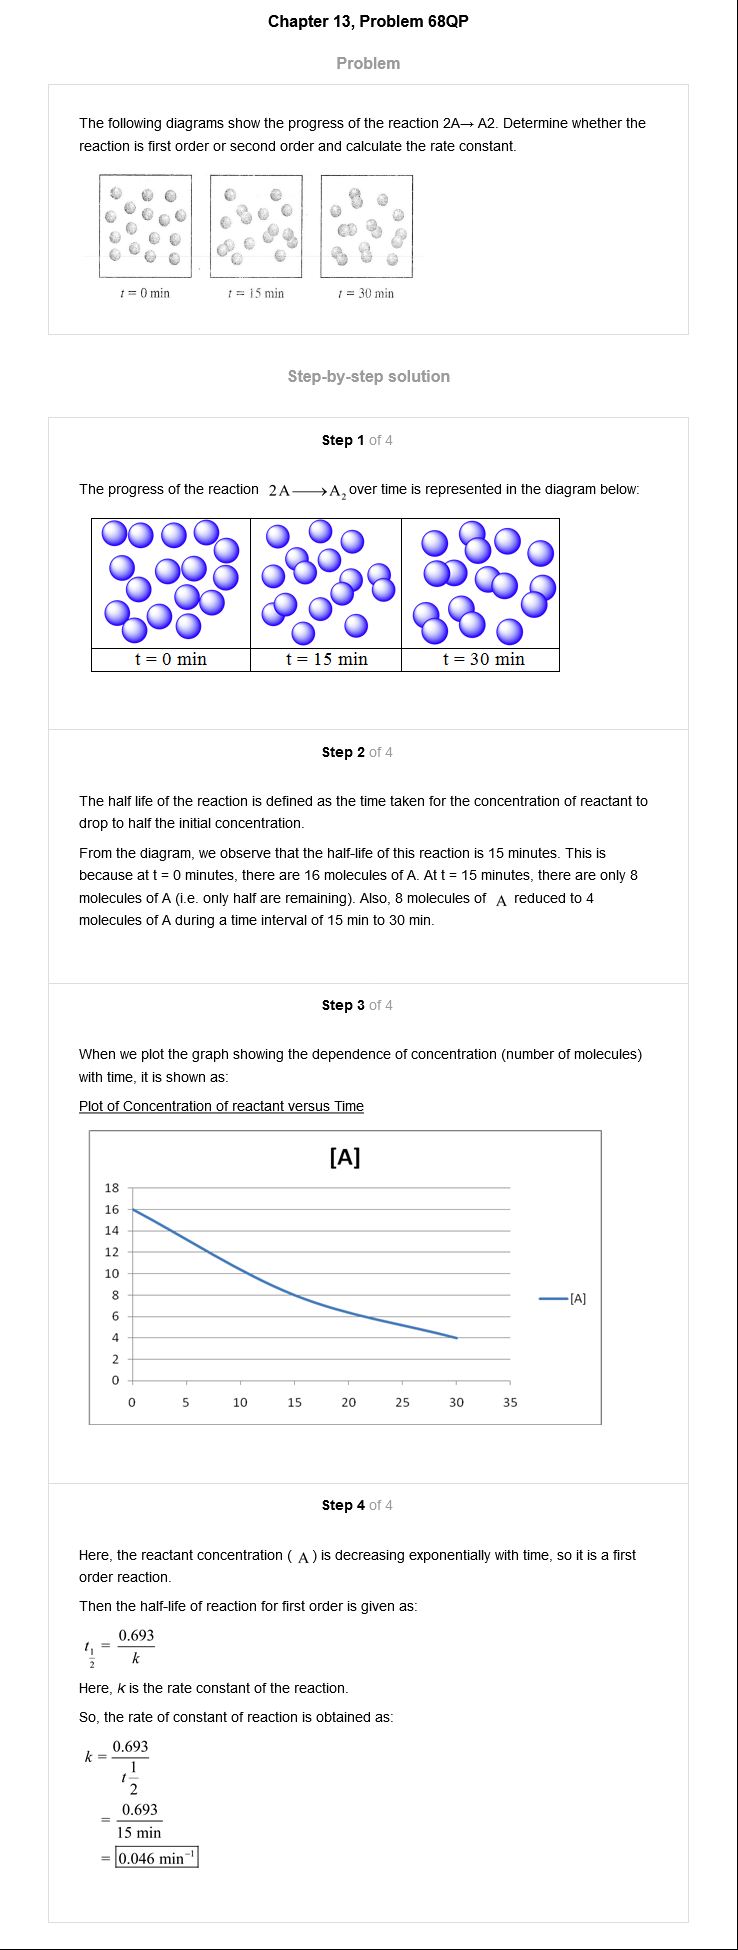 Chapter 13, Problem 68QP
Problem
The following diagrams show the progress of the reaction 2A→ A2. Determine whether the
reaction is first order or second order and calculate the rate constant.
t = 0 min
t = 15 min
t = 30 min
Step-by-step solution
Step 1 of 4
The progress of the reaction 2A⟶A₂ over time is represented in the diagram below:
t = 0 min
t = 15 min
t = 30 min
Step 2 of 4
The half life of the reaction is defined as the time taken for the concentration of reactant to
drop to half the initial concentration.
From the diagram, we observe that the half-life of this reaction is 15 minutes. This is
because at t = 0 minutes, there are 16 molecules of A. At t = 15 minutes, there are only 8
molecules of A (i.e. only half are remaining). Also, 8 molecules of A reduced to 4
molecules of A during a time interval of 15 min to 30 min.
Step 3 of 4
When we plot the graph showing the dependence of concentration (number of molecules)
with time, it is shown as:
Plot of Concentration of reactant versus Time
[A]
18
16
14
12
10
8
6
4
2
0
0 5 10 15 20 25 30 35
[A]
Step 4 of 4
Here, the reactant concentration ( A ) is decreasing exponentially with time, so it is a first
order reaction.
Then the half-life of reaction for first order is given as:
t1/2 = 0.693/k
Here, k is the rate constant of the reaction.
So, the rate of constant of reaction is obtained as:
k = 0.693/t1/2
= 0.693/15 min
= 0.046 min⁻¹